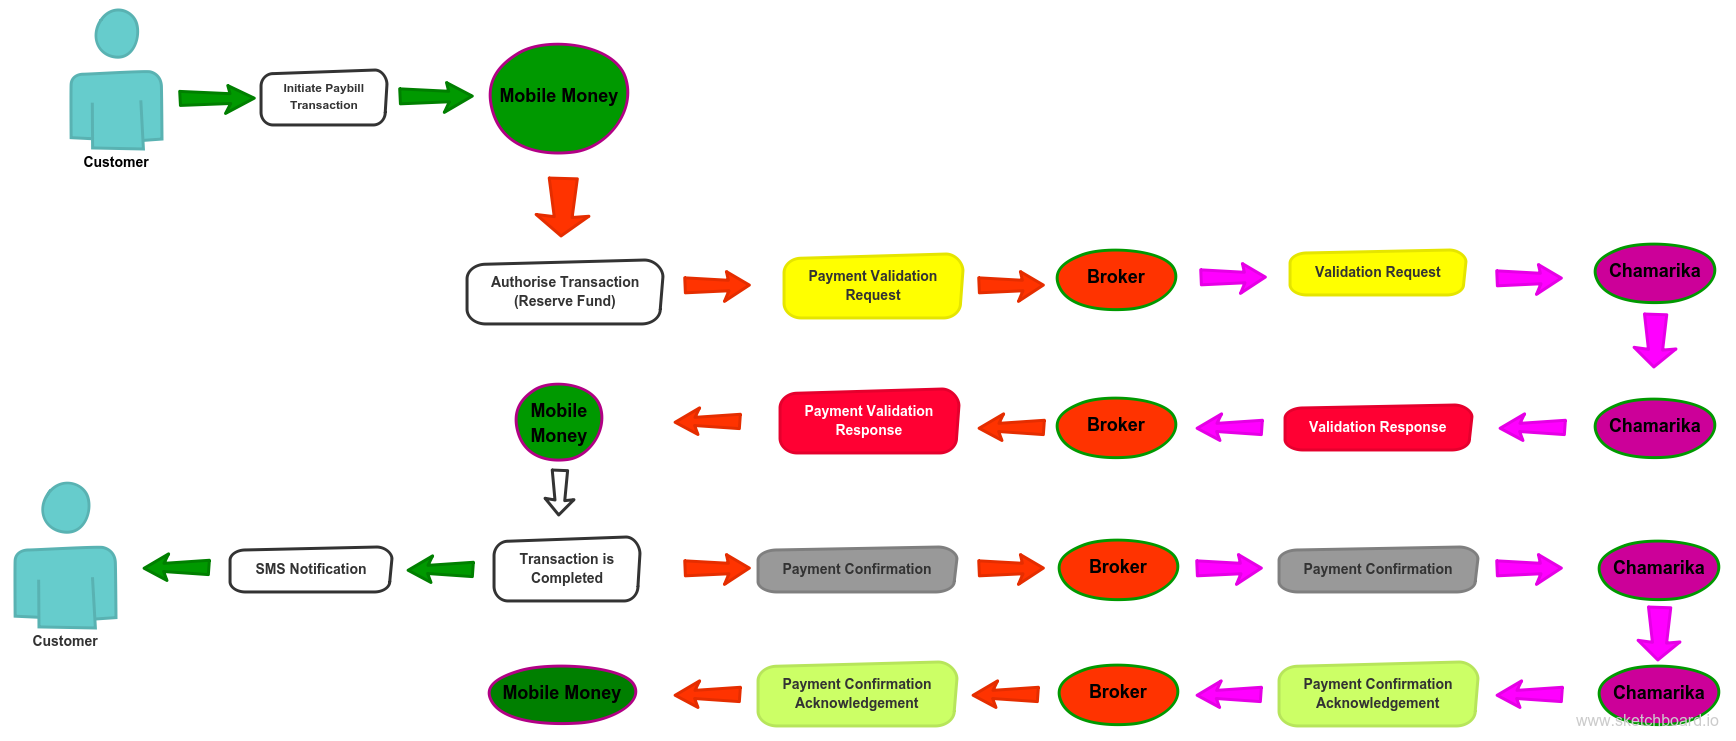 Initiate Paybill
Transaction
Mobile Money
Customer
Authorise Transaction
(Reserve Fund)
Payment Validation
Request
Broker
Validation Request
Chamarika
Mobile
Money
Payment Validation
Response
Broker
Validation Response
Chamarika
Customer
SMS Notification
Transaction is
Completed
Payment Confirmation
Broker
Payment Confirmation
Chamarika
Mobile Money
Payment Confirmation
Acknowledgement
Broker
Payment Confirmation
Acknowledgement
Chamarika
www.sketchboard.io